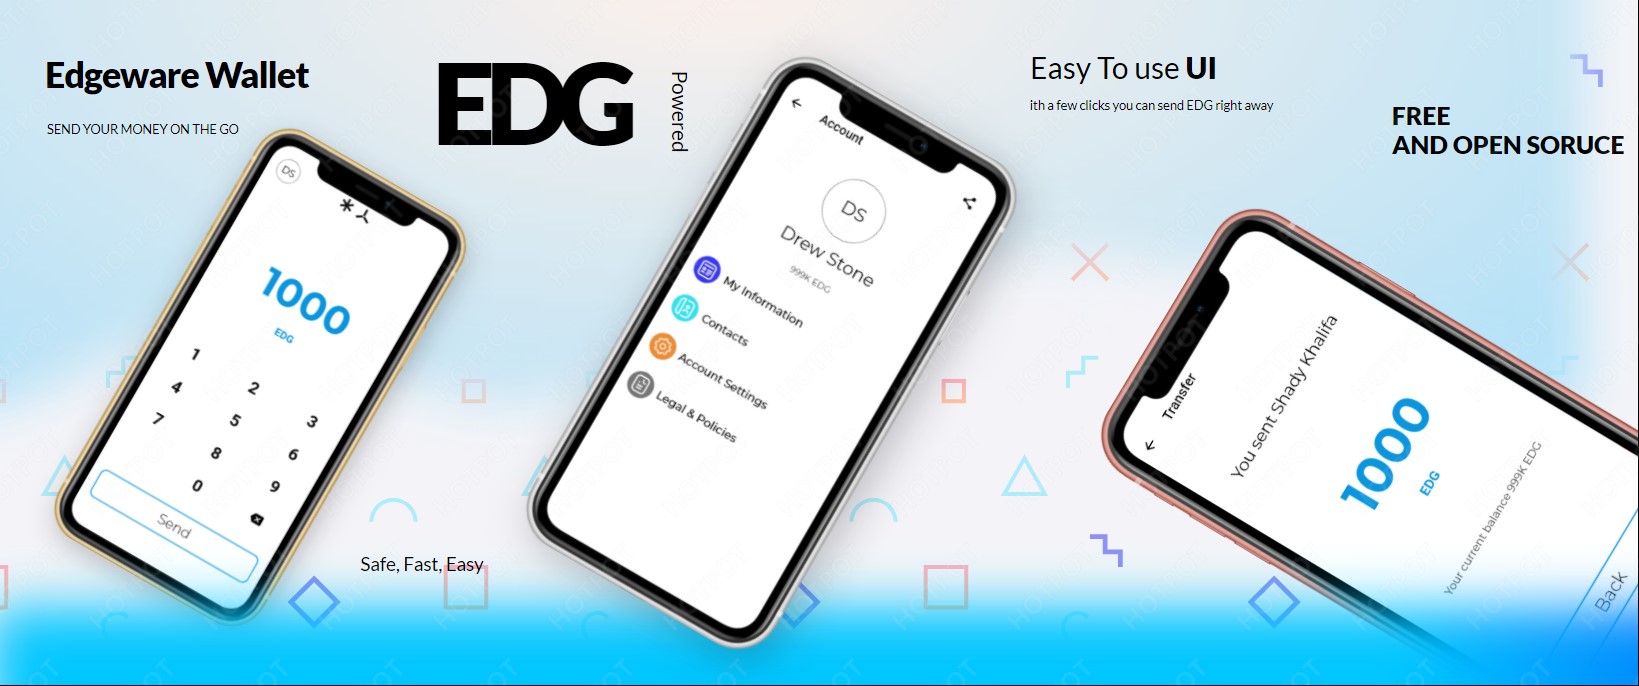 Edgeware Wallet
SEND YOUR MONEY ON THE GO
DS
1000
EDG
1
2
3
4
5
6
7
8
9
0
Send
Safe, Fast, Easy
EDG
Powered
Account
DS
Drew Stone
999K EDG
My Information
Contacts
Account Settings
Legal & Policies
Easy To use UI
ith a few clicks you can send EDG right away
FREE
AND OPEN SORUCE
Transfer
You sent Shady Khalifa
1000
EDG
Your current balance 999K EDG
Back
HOTPOT